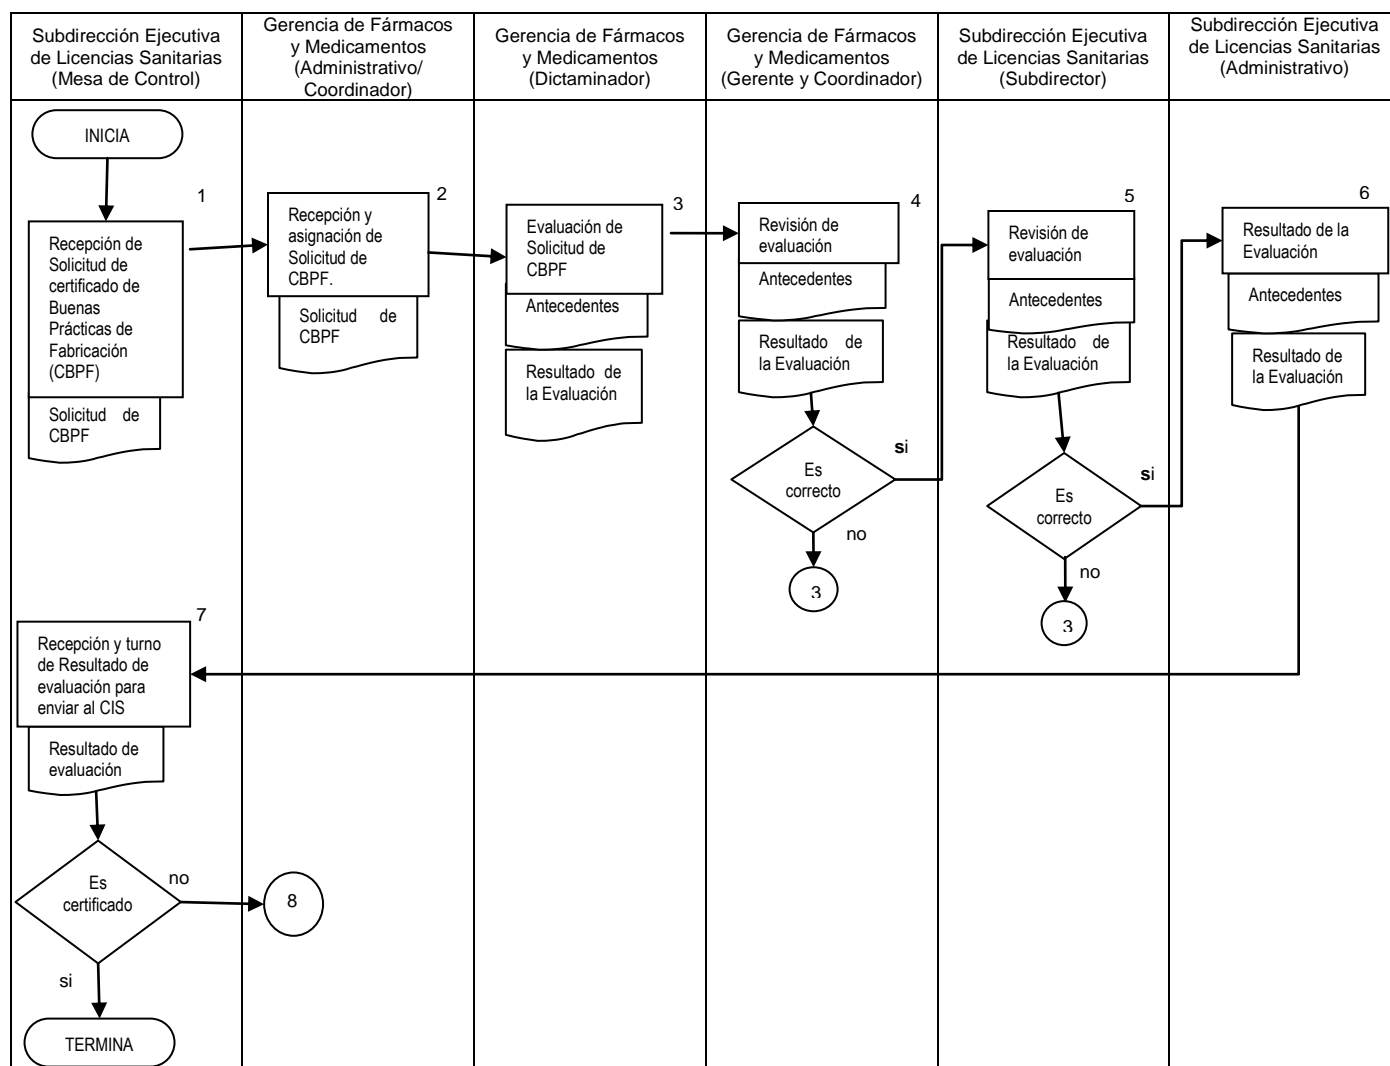 Subdirección Ejecutiva
de Licencias Sanitarias
(Mesa de Control)
Gerencia de Fármacos
y Medicamentos
(Administrativo/
Coordinador)
Gerencia de Fármacos
y Medicamentos
(Dictaminador)
Gerencia de Fármacos
y Medicamentos
(Gerente y Coordinador)
Subdirección Ejecutiva
de Licencias Sanitarias
(Subdirector)
Subdirección Ejecutiva
de Licencias Sanitarias
(Administrativo)
INICIA
1
Recepción de
Solicitud de
certificado de
Buenas
Prácticas de
Fabricación
(CBPF)
Solicitud de
CBPF
2
Recepción y
asignación de
Solicitud de
CBPF.
Solicitud de
CBPF
3
Evaluación de
Solicitud de
CBPF
Antecedentes
Resultado de
la Evaluación
4
Revisión de
evaluación
Antecedentes
Resultado de
la Evaluación
Es
correcto
si
no
3
5
Revisión de
evaluación
Antecedentes
Resultado de
la Evaluación
Es
correcto
si
no
3
6
Resultado de la
Evaluación
Antecedentes
Resultado de
la Evaluación
7
Recepción y turno
de Resultado de
evaluación para
enviar al CIS
Resultado de
evaluación
Es
certificado
no
8
si
TERMINA